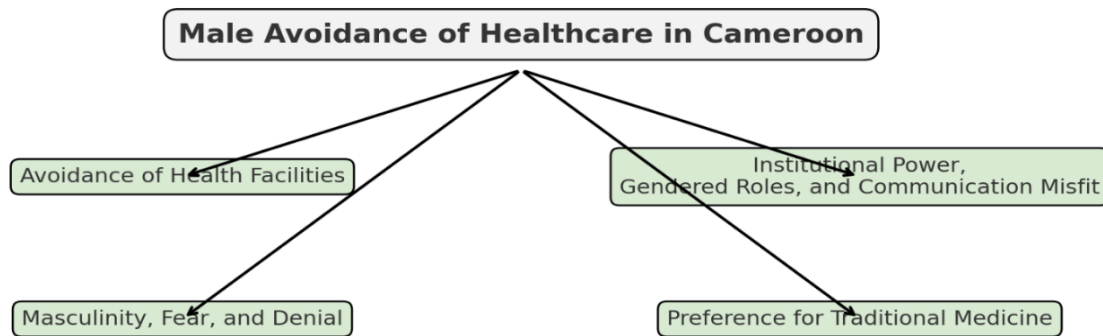 Male Avoidance of Healthcare in Cameroon
Avoidance of Health Facilities
Institutional Power,
Gendered Roles, and Communication Misfit
Masculinity, Fear, and Denial
Preference for Traditional Medicine